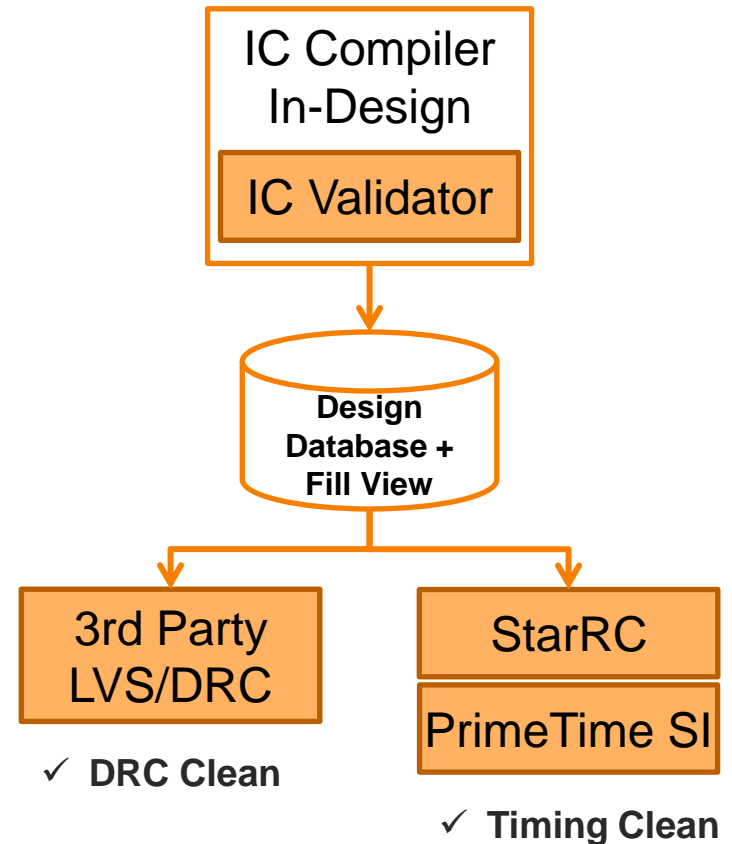 IC Compiler
In-Design
IC Validator
Design
Database +
Fill View
3rd Party
LVS/DRC
✓ DRC Clean
StarRC
PrimeTime SI
✓ Timing Clean